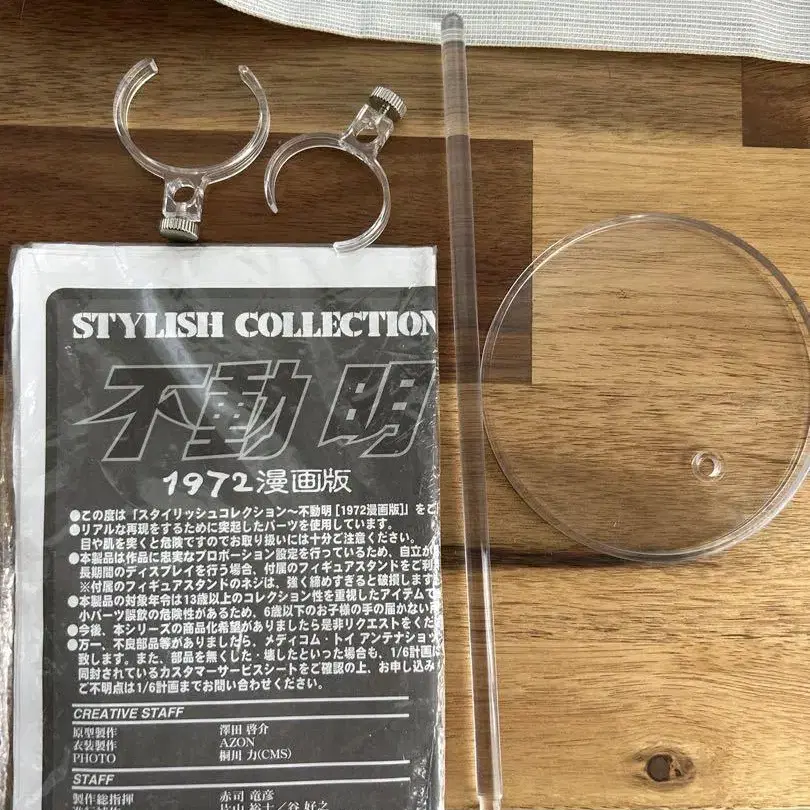 STYLISH COLLECTION
不動明
1972漫画版
●この度は「スタイリッシュコレクション～不動明[1972漫画版]」をご
●リアルな再現をするために突起したパーツを使用しています。
目や肌を突くと危険ですのでお取り扱いには十分ご注意ください。
●本製品は作品に忠実なプロポーション設定を行っているため、自立が
長期間のディスプレイを行う場合、付属のフィギュアスタンドをご利
※付属のフィギュアスタンドのネジは、強く締めすぎると破損します
●本製品の対象年令は13歳以上のコレクション性を重視したアイテムで
小パーツ誤飲の危険性があるため、6歳以下のお子様の手の届かない
●今後、本シリーズの商品化希望がありましたら是非リクエストをくだ
●万一、不良部品等がありましたら、メディコム・トイ アンテナショッ
致します。また、部品を無くした・壊したといった場合も、1/6計画
同封されているカスタマーサービスシートをご確認の上、お申し込み
ご不明点は1/6計画までお問い合わせください。
CREATIVE STAFF
原型製作 澤田 啓介
衣装製作 AZON
PHOTO 桐川 力(CMS)
STAFF
製作総指揮 赤司 竜彦
片山 裕士／谷 好之